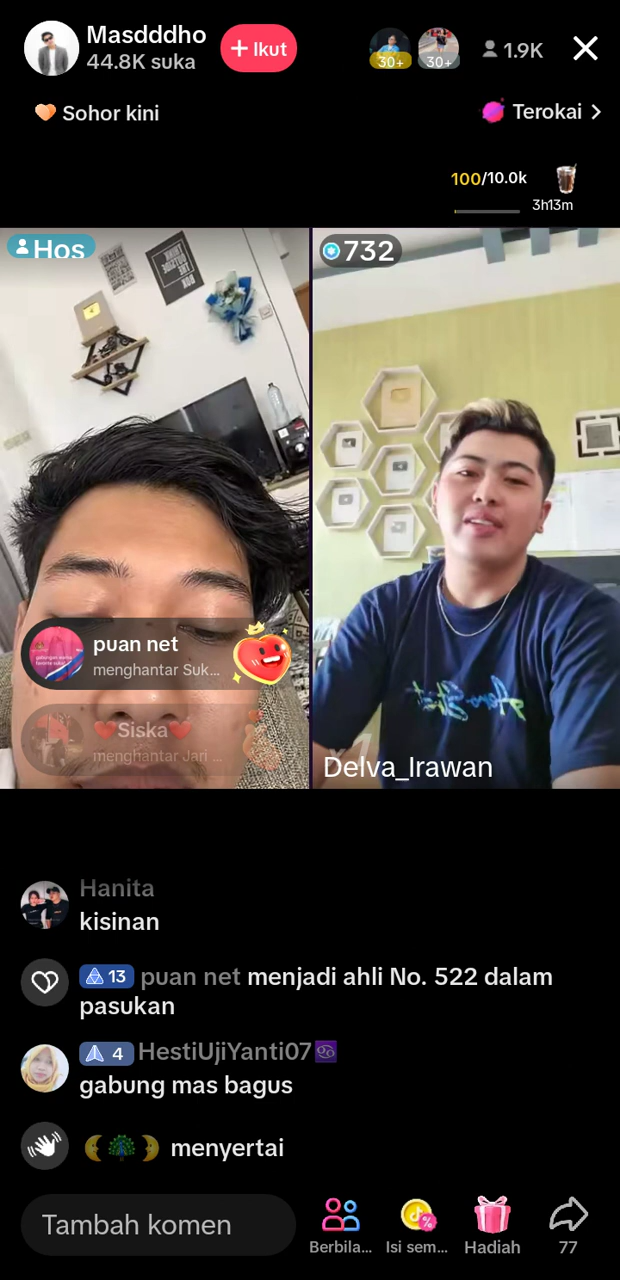 Masdddho
44.8K suka
+ Ikut
30+
30+
1.9K
Sohor kini
Terokai >
100/10.0k
3h13m
Hos
732
puan net
menghantar Suk...
Siska
menghantar Jari ...
Delva_Irawan
Hanita
kisinan
13 puan net menjadi ahli No. 522 dalam
pasukan
4 HestiUjiYanti07
gabung mas bagus
menyertai
Tambah komen
Berbila...
Isi sem...
Hadiah
77